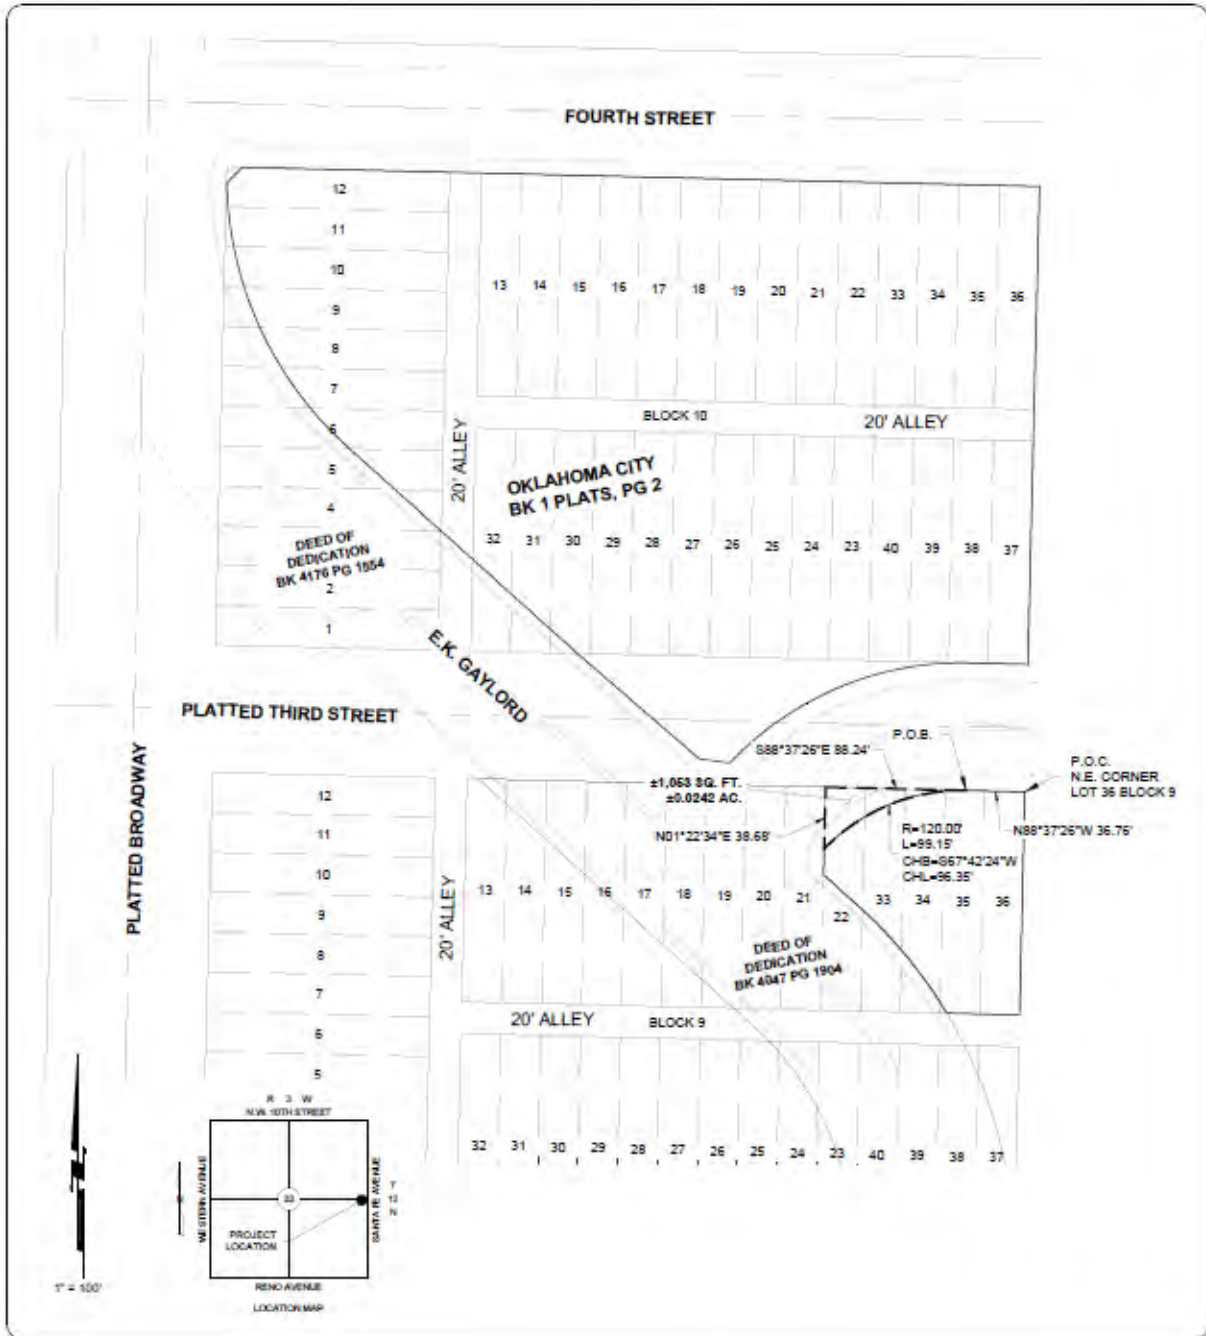 FOURTH STREET
12
11
10
9
8
7
6
5
4
2
1
13 14 15 16 17 18 19 20 21 22 33 34 35 36
BLOCK 10
20' ALLEY
20' ALLEY
OKLAHOMA CITY
BK 1 PLATS, PG 2
32 31 30 29 28 27 26 25 24 23 40 39 38 37
DEED OF
DEDICATION
BK 4176 PG 1554
E.K. GAYLORD
PLATTED THIRD STREET
PLATTED BROADWAY
S88°37'26"E 88.24'
P.O.B.
P.O.C.
N.E. CORNER
LOT 36 BLOCK 9
±1,053 SQ. FT.
±0.0242 AC.
N01°22'34"E 38.68'
R=120.00'
L=99.15'
CHB=S67°42'24"W
CHL=96.35'
N88°37'26"W 36.76'
12
11
10
9
8
7
6
5
20' ALLEY
13 14 15 16 17 18 19 20 21 22 33 34 35 36
DEED OF
DEDICATION
BK 4047 PG 1904
20' ALLEY
BLOCK 9
32 31 30 29 28 27 26 25 24 23 40 39 38 37
R 3 W
N.W. 10TH STREET
WESTERN AVENUE
SANTA FE AVENUE
T
12
N
33
PROJECT
LOCATION
RENO AVENUE
LOCATION MAP
1" = 100'